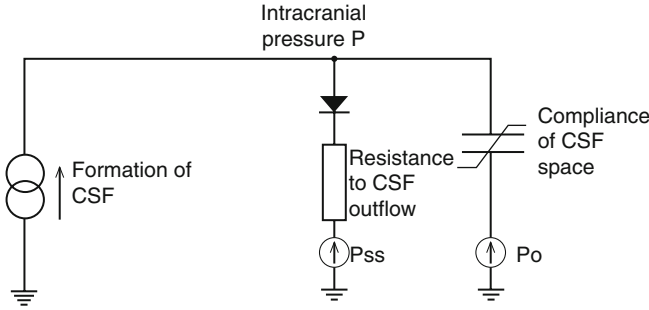 Intracranial
pressure P
Formation of
CSF
Resistance
to CSF
outflow
Compliance
of CSF
space
Pss
Po